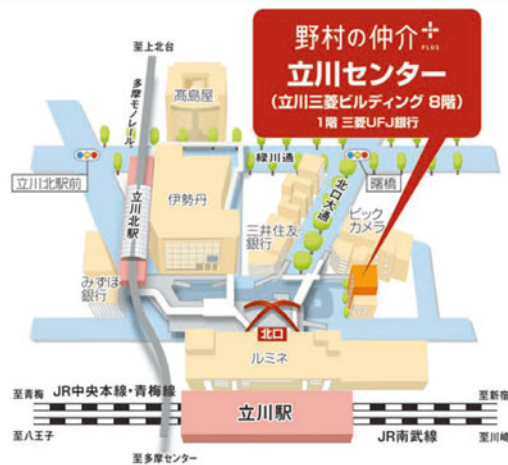 野村の仲介+
PLUS
立川センター
(立川三菱ビルディング 8階)
1階 三菱UFJ銀行
至上北台
多摩モノレール
髙島屋
緑川通
立川北駅前
立川北駅
伊勢丹
三井住友
銀行
北口大通
曙橋
ビック
カメラ
みずほ
銀行
北口
ルミネ
至青梅
JR中央本線・青梅線
至新宿
立川駅
至八王子
JR南武線
至川崎
至多摩センター